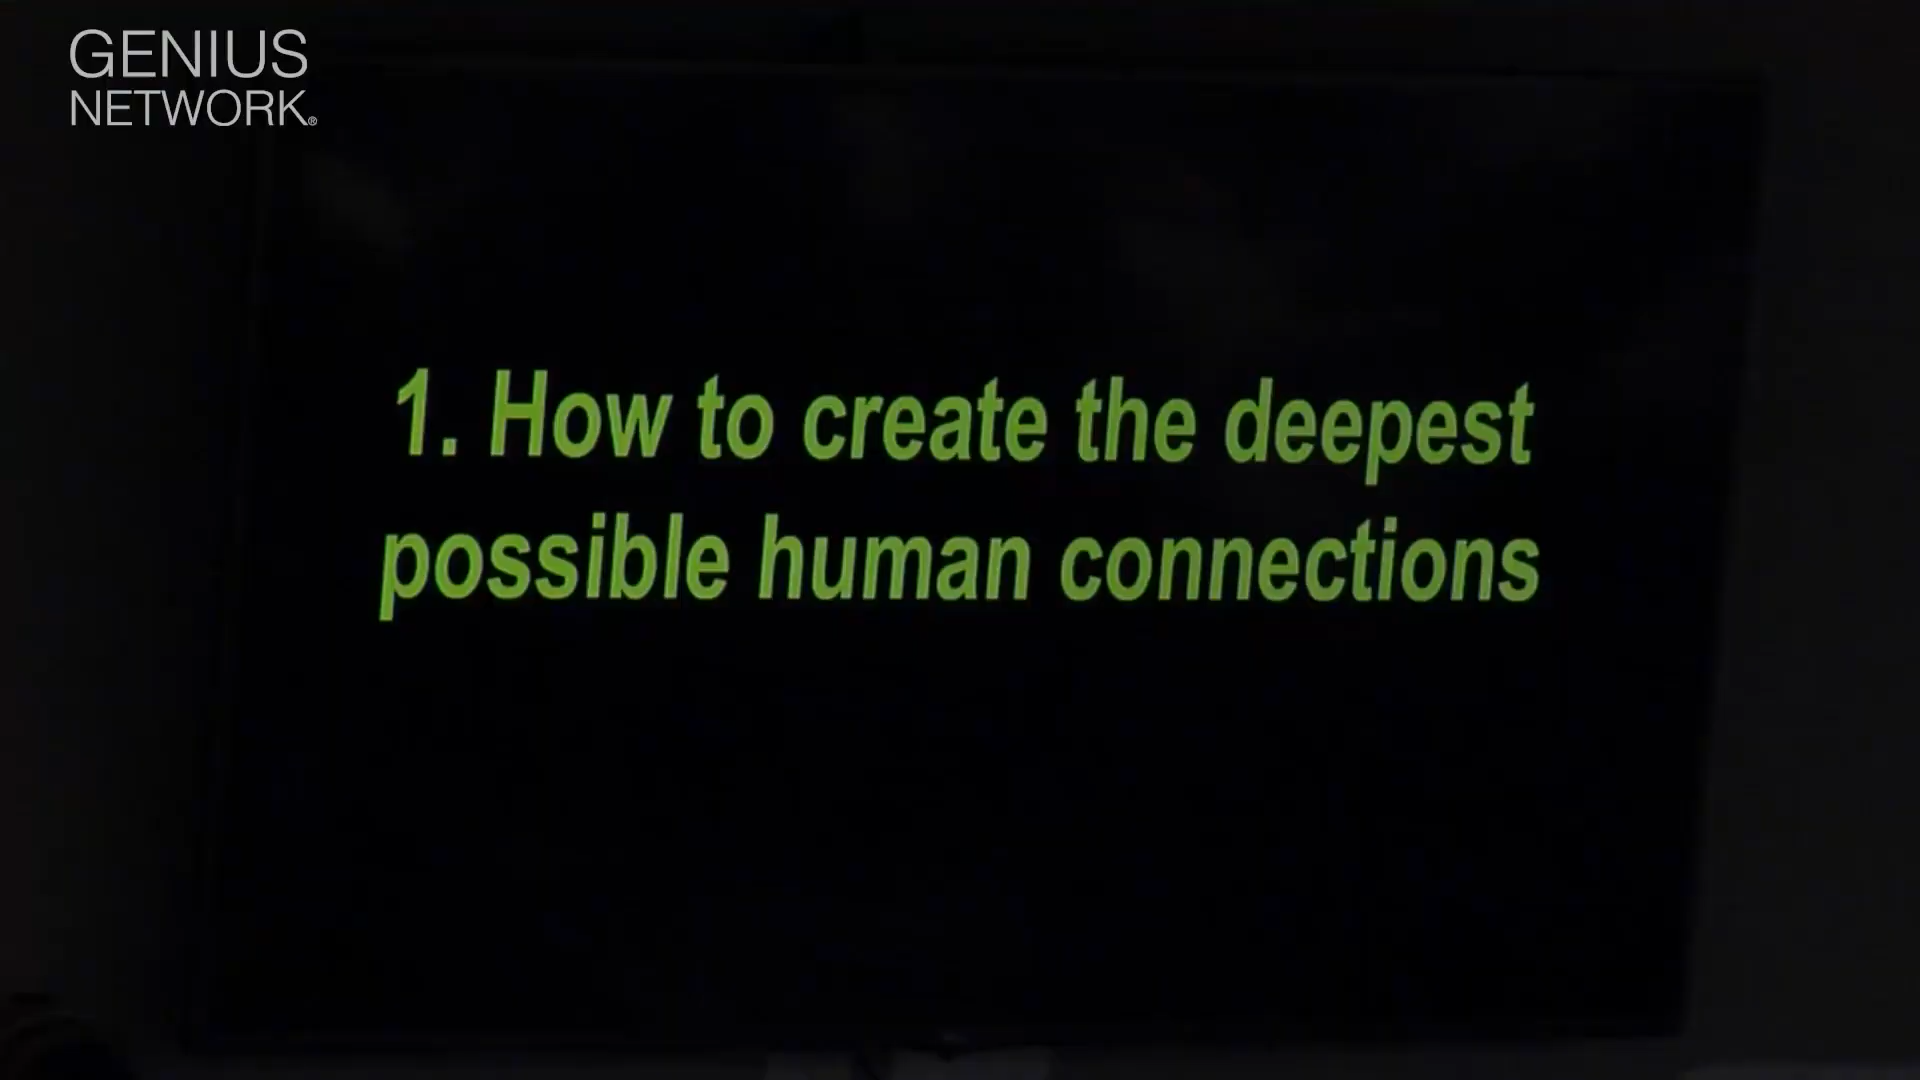 GENIUS
NETWORK®
1. How to create the deepest
possible human connections